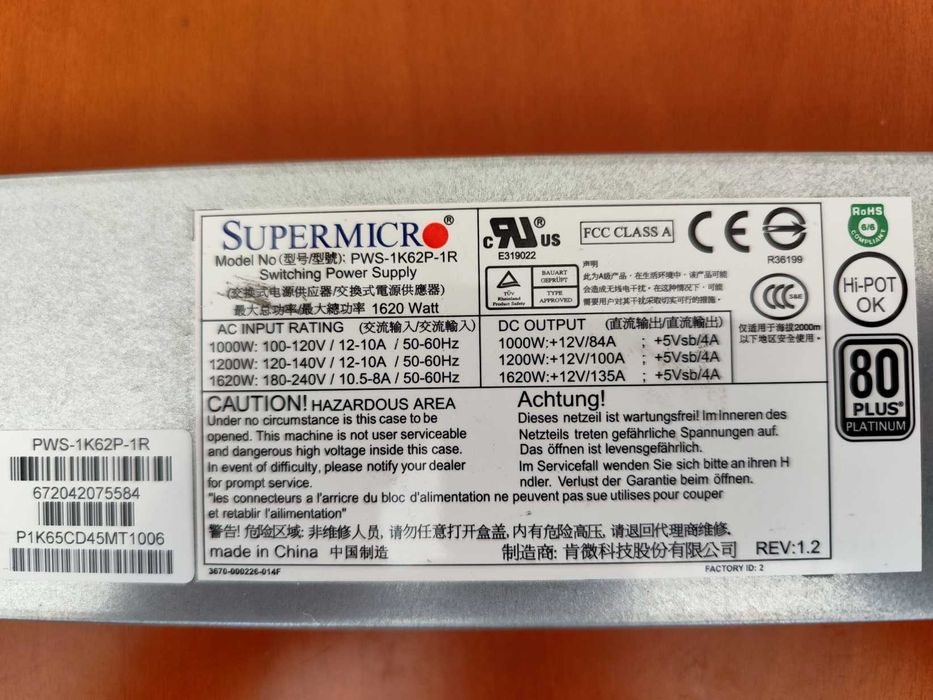 SUPERMICRO®
Model No (型号/型號): PWS-1K62P-1R
Switching Power Supply
(交换式电源供应器/交換式電源供應器)
最大总功率/最大總功率 1620 Watt
c RU ® US
E319022
FCC CLASS A
CE
R36199
TÜV
Rheinland
Product Safety
BAUART
GEPRÜFT
TYPE
APPROVED
声明
此为A级产品，在生活环境中，该产品可能
会造成无线电干扰，在这种情况下，可能
需要用户对其干扰采取切实可行的措施。
CCC S&E
仅适用于海拔2000m
以下地区安全使用。
RoHS
6/6
COMPLIANT
Hi-POT
OK
80
PLUS®
PLATINUM
AC INPUT RATING (交流输入/交流輸入)
1000W: 100-120V / 12-10A / 50-60Hz
1200W: 120-140V / 12-10A / 50-60Hz
1620W: 180-240V / 10.5-8A / 50-60Hz
DC OUTPUT (直流输出/直流輸出)
1000W:+12V/84A ; +5Vsb/4A
1200W:+12V/100A ; +5Vsb/4A
1620W:+12V/135A ; +5Vsb/4A
CAUTION! HAZARDOUS AREA
Under no circumstance is this case to be
opened. This machine is not user serviceable
and dangerous high voltage inside this case.
In event of difficulty, please notify your dealer
for prompt service.
Achtung!
Dieses netzeil ist wartungsfrei! Im Inneren des
Netzteils treten gefährliche Spannungen auf.
Das öffnen ist levensgefährlich.
Im Servicefall wenden Sie sich bitte an ihren H
ndler. Verlust der Garantie beim öffen.
"les connecteurs a l'arricre du bloc d'alimentation ne peuvent pas sue utilises pour couper
et retablir l'alimentation"
警告! 危险区域: 非维修人员, 请勿任意打开盒盖, 内有危险高压, 请退回代理商维修.
made in China 中国制造
制造商: 肯微科技股份有限公司 REV:1.2
3670-000226-014F
FACTORY ID: 2
PWS-1K62P-1R
672042075584
P1K65CD45MT1006